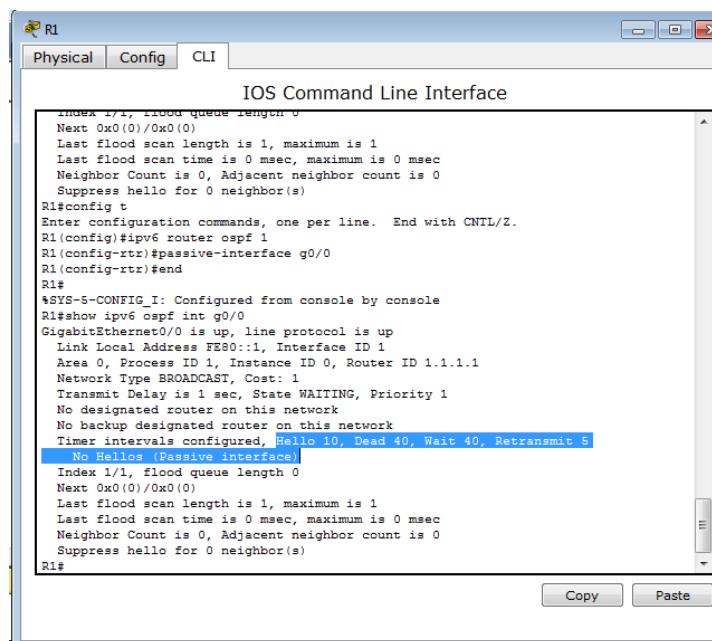 R1
Physical Config CLI
IOS Command Line Interface
Index 1/1, flood queue length 0
Next 0x0(0)/0x0(0)
Last flood scan length is 1, maximum is 1
Last flood scan time is 0 msec, maximum is 0 msec
Neighbor Count is 0, Adjacent neighbor count is 0
Suppress hello for 0 neighbor(s)
R1#config t
Enter configuration commands, one per line.  End with CNTL/Z.
R1(config)#ipv6 router ospf 1
R1(config-rtr)#passive-interface g0/0
R1(config-rtr)#end
R1#
%SYS-5-CONFIG_I: Configured from console by console
R1#show ipv6 ospf int g0/0
GigabitEthernet0/0 is up, line protocol is up
Link Local Address FE80::1, Interface ID 1
Area 0, Process ID 1, Instance ID 0, Router ID 1.1.1.1
Network Type BROADCAST, Cost: 1
Transmit Delay is 1 sec, State WAITING, Priority 1
No designated router on this network
No backup designated router on this network
Timer intervals configured, Hello 10, Dead 40, Wait 40, Retransmit 5
No Hellos (Passive interface)
Index 1/1, flood queue length 0
Next 0x0(0)/0x0(0)
Last flood scan length is 1, maximum is 1
Last flood scan time is 0 msec, maximum is 0 msec
Neighbor Count is 0, Adjacent neighbor count is 0
Suppress hello for 0 neighbor(s)
R1#
Copy Paste